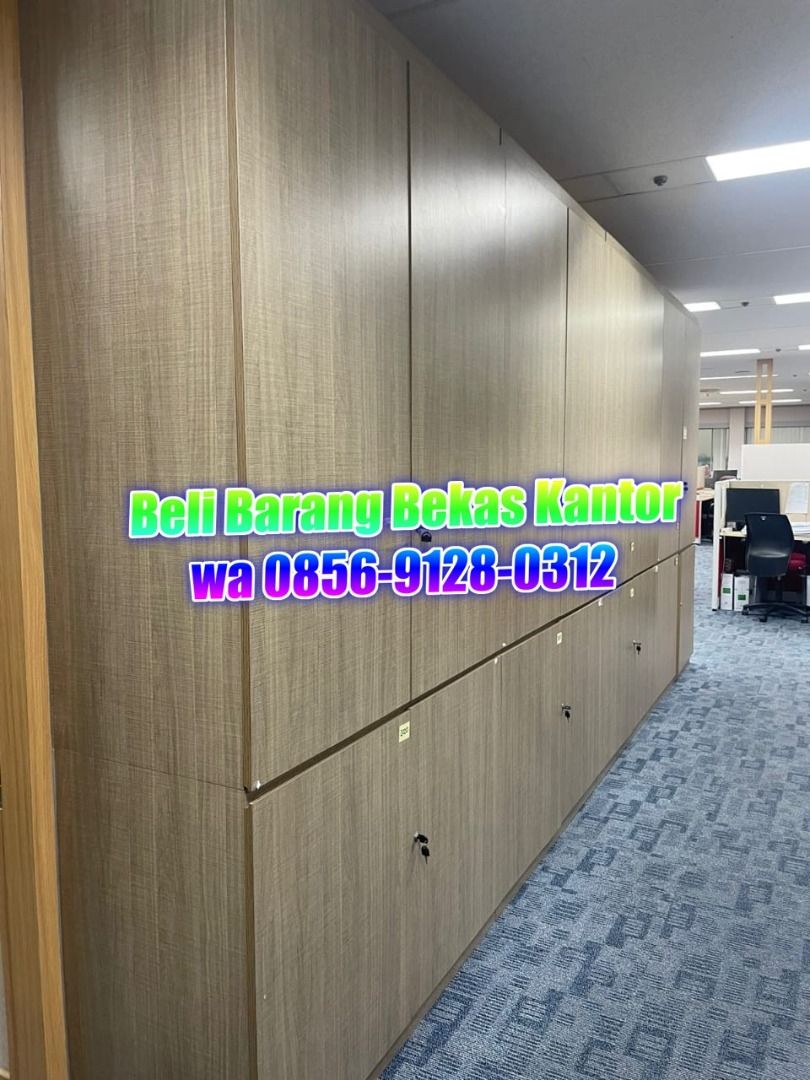 Beli Barang Bekas Kantor
wa 0856-9128-0312